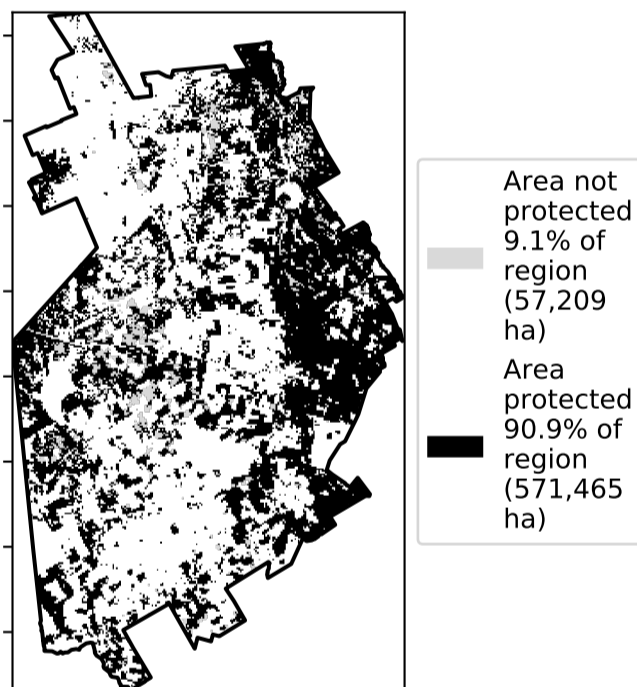 Area not
protected
9.1% of
region
(57,209
ha)
Area
protected
90.9% of
region
(571,465
ha)